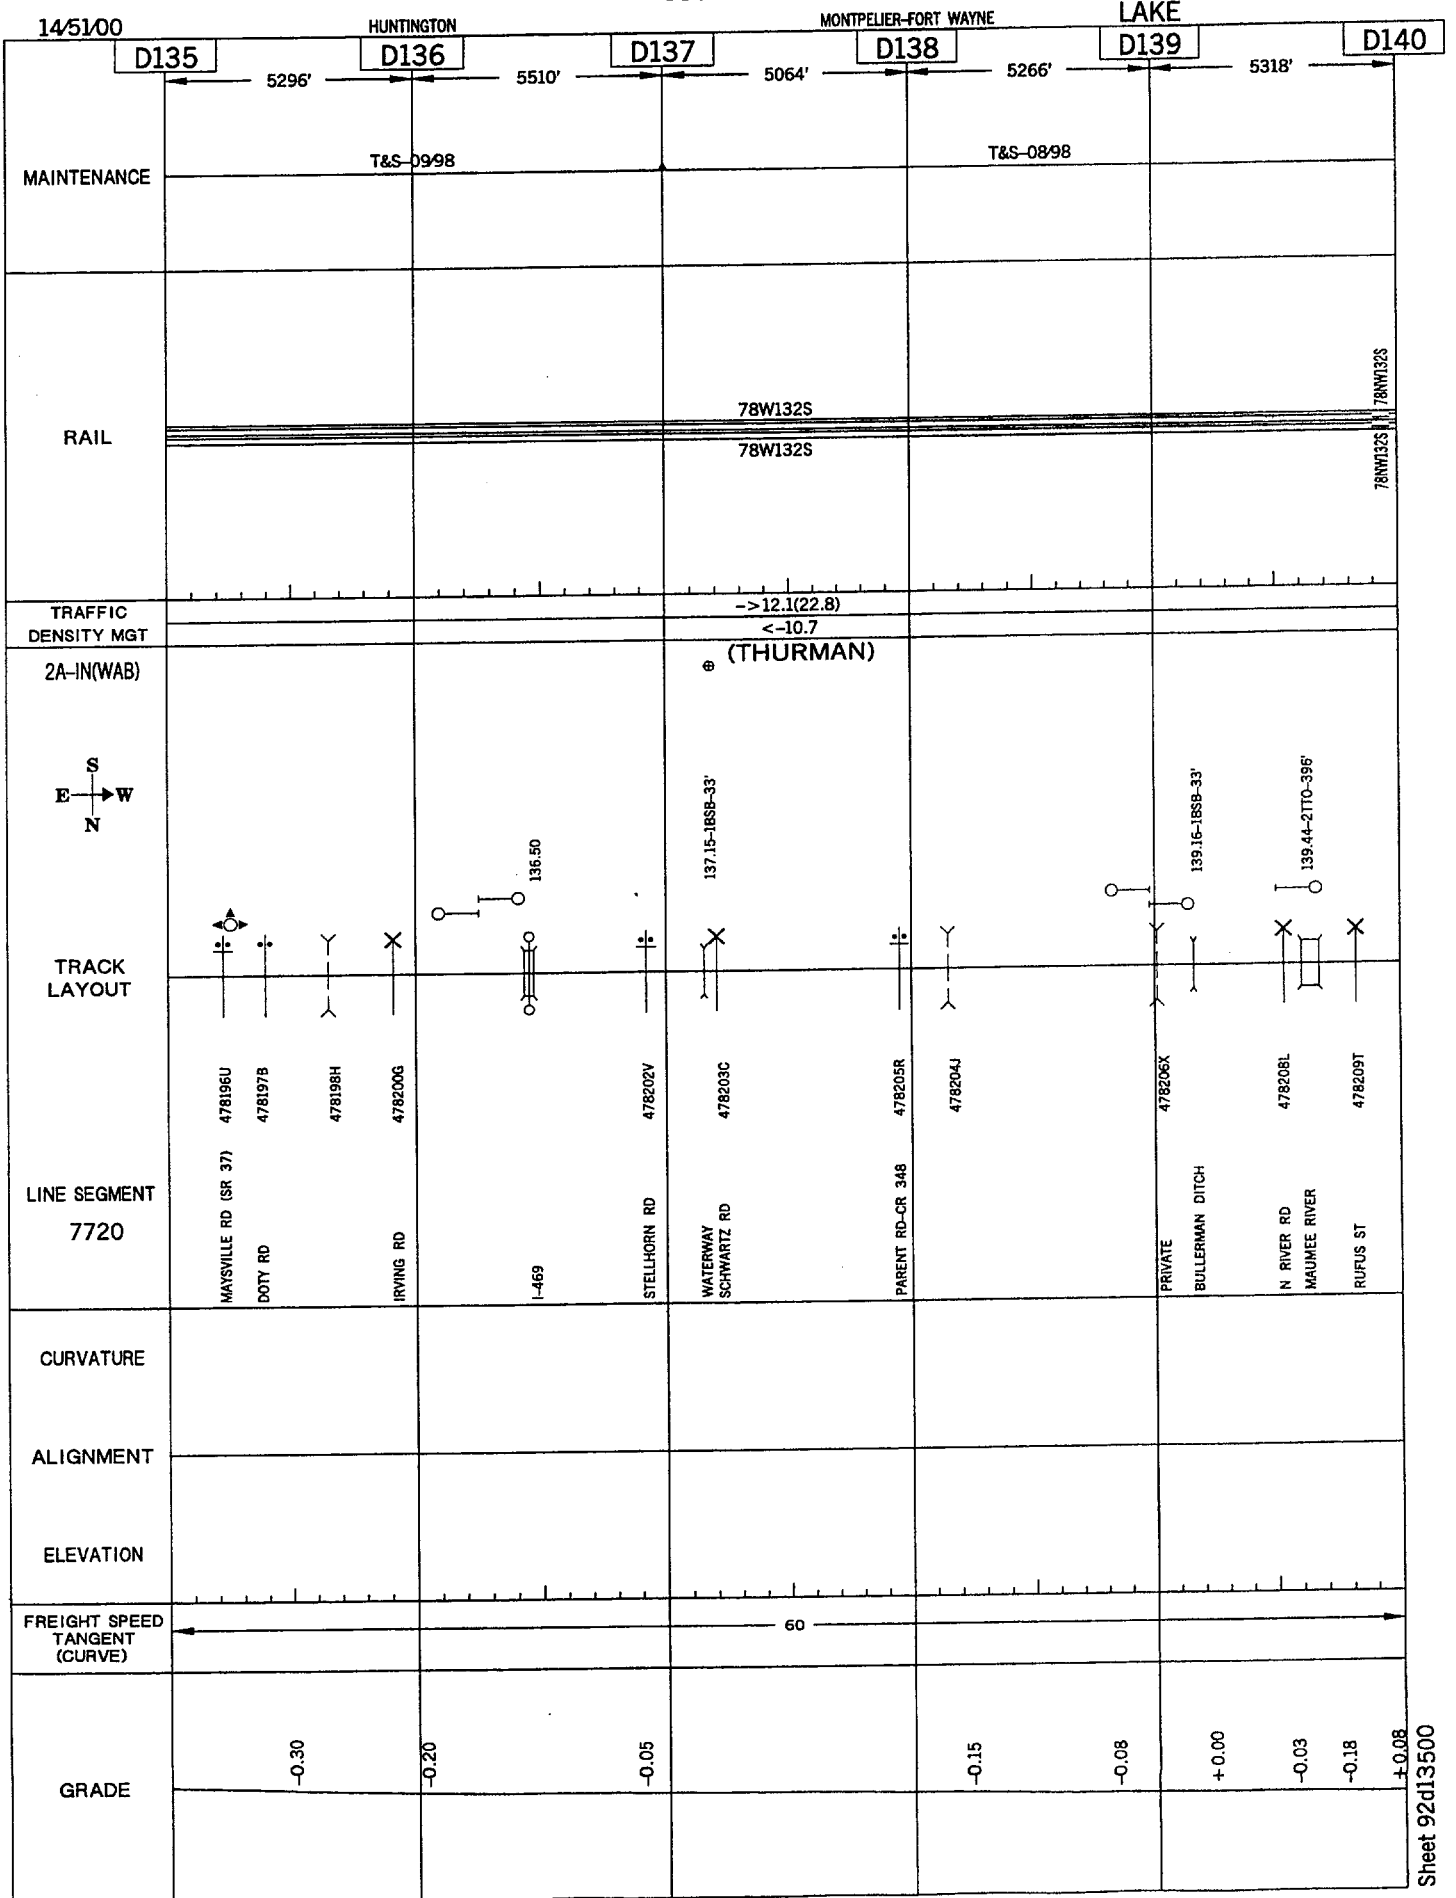 14/51/00
HUNTINGTON
MONTPELIER-FORT WAYNE
LAKE
D135
D136
D137
D138
D139
D140
5296'
5510'
5064'
5266'
5318'
MAINTENANCE
T&S-09/98
T&S-08/98
RAIL
78W132S
78W132S
78NW132S
78NW132S
TRAFFIC
DENSITY MGT
->12.1(22.8)
<-10.7
2A-IN(WAB)
(THURMAN)
S
E W
N
136.50
137.15-1BSB-33'
139.16-1BSB-33'
139.44-2TTO-396'
TRACK
LAYOUT
478196U
478197B
478198H
478200G
478202V
478203C
478205R
478204J
478206X
478208L
478209T
LINE SEGMENT
7720
MAYSVILLE RD (SR 37)
DOTY RD
IRVING RD
I-469
STELLHORN RD
WATERWAY
SCHWARTZ RD
PARENT RD-CR 348
PRIVATE
BULLERMAN DITCH
N RIVER RD
MAUMEE RIVER
RUFUS ST
CURVATURE
ALIGNMENT
ELEVATION
FREIGHT SPEED
TANGENT
(CURVE)
60
GRADE
-0.30
-0.20
-0.05
-0.15
-0.08
+0.00
-0.03
-0.18
+0.08
Sheet 92d13500